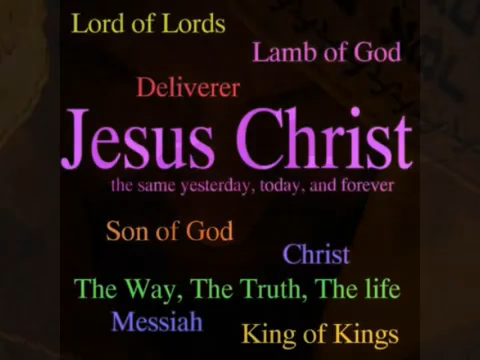 Lord of Lords
Lamb of God
Deliverer
Jesus Christ
the same yesterday, today, and forever
Son of God
Christ
The Way, The Truth, The life
Messiah
King of Kings